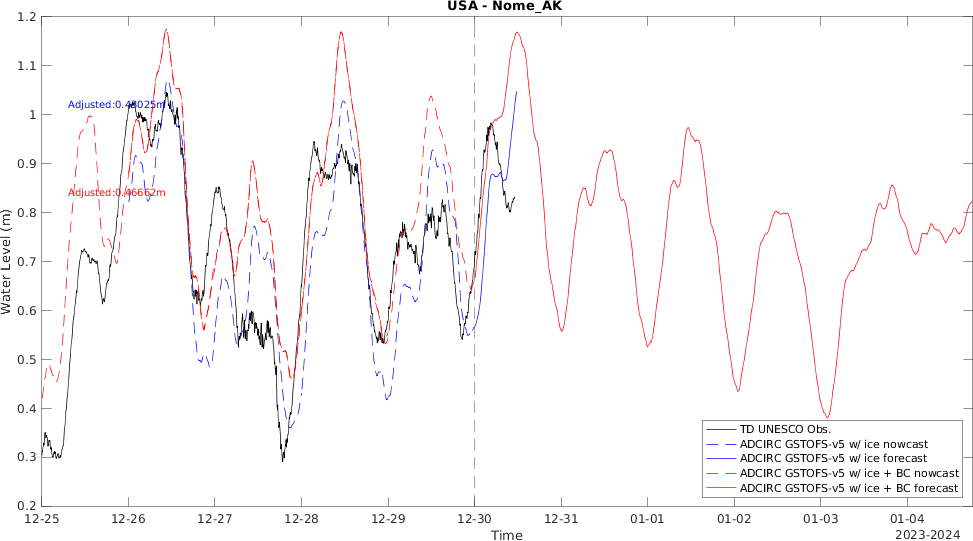 USA - Nome_AK
1.2
1.1
1
0.9
0.8
0.7
0.6
0.5
0.4
0.3
0.2
Water Level (m)
Adjusted:0.46662m
12-25
12-26
12-27
12-28
12-29
12-30
12-31
01-01
01-02
01-03
01-04
Time
2023-2024
TD UNESCO Obs.
ADCIRC GSTOFS-v5 w/ ice nowcast
ADCIRC GSTOFS-v5 w/ ice forecast
ADCIRC GSTOFS-v5 w/ ice + BC nowcast
ADCIRC GSTOFS-v5 w/ ice + BC forecast